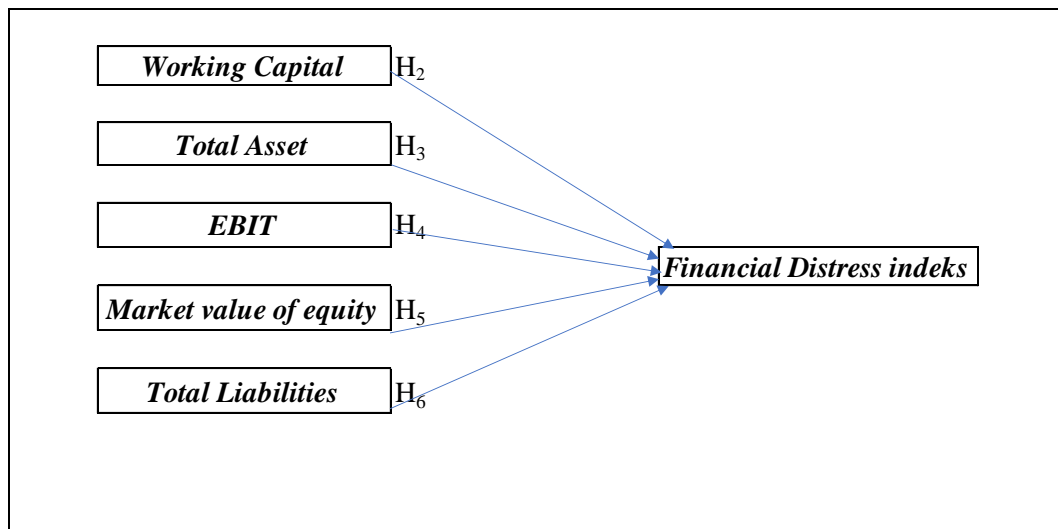 Working Capital H₂
Total Asset H₃
EBIT H₄
Financial Distress indeks
Market value of equity H₅
Total Liabilities H₆